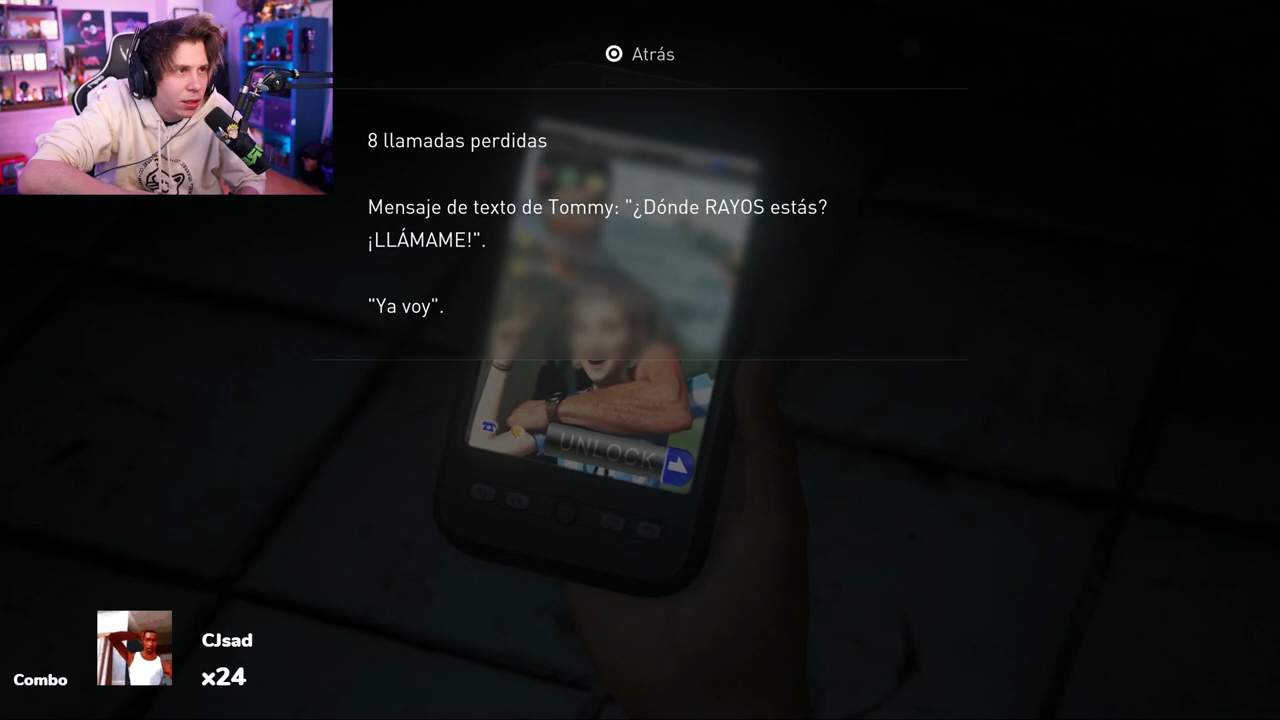 Atrás
8 llamadas perdidas
Mensaje de texto de Tommy: "¿Dónde RAYOS estás?
¡LLÁMAME!".
"Ya voy".
UNLOCK
CJsad
Combo
x24